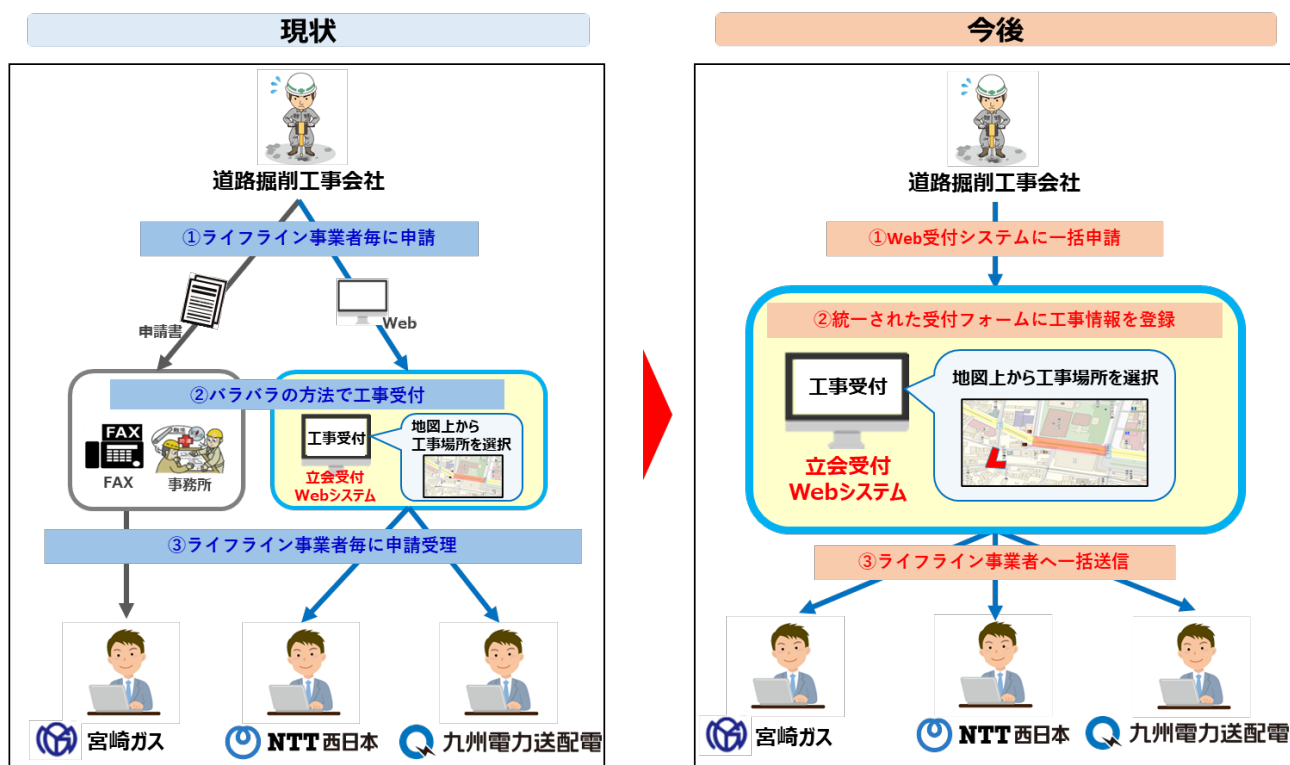 現状
道路掘削工事会社
①ライフライン事業者毎に申請
申請書
Web
②バラバラの方法で工事受付
FAX
FAX
事務所
工事受付
地図上から
工事場所を選択
立会受付
Webシステム
③ライフライン事業者毎に申請受理
宮崎ガス
NTT西日本
九州電力送配電
今後
道路掘削工事会社
①Web受付システムに一括申請
②統一された受付フォームに工事情報を登録
工事受付
地図上から工事場所を選択
立会受付
Webシステム
③ライフライン事業者へ一括送信
宮崎ガス
NTT西日本
九州電力送配電